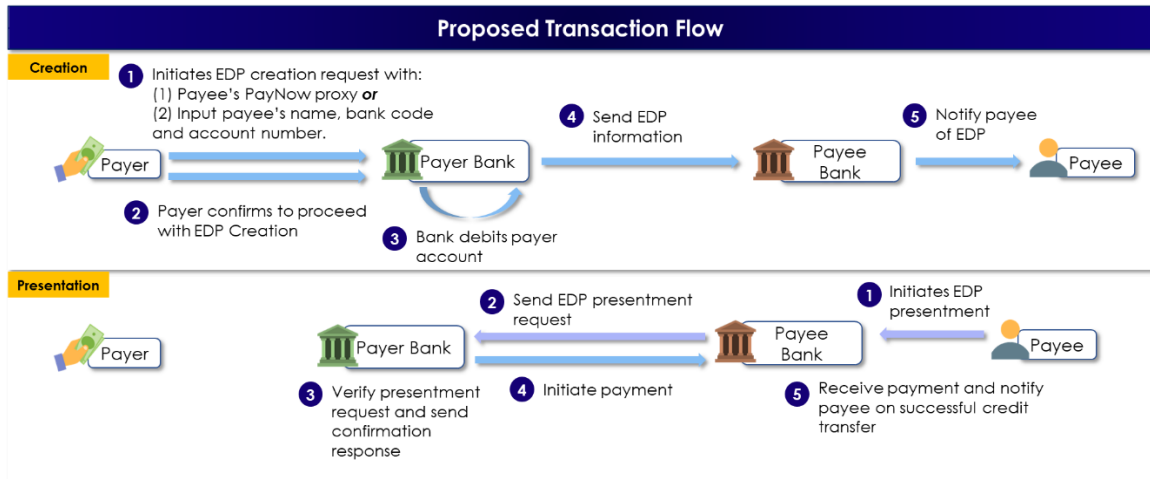 Proposed Transaction Flow
Creation
1
Initiates EDP creation request with:
(1) Payee's PayNow proxy or
(2) Input payee's name, bank code
and account number.
4
Send EDP
information
5
Notify payee
of EDP
Payer
Payer Bank
Payee
Bank
Payee
2
Payer confirms to proceed
with EDP Creation
3
Bank debits payer
account
Presentation
2
Send EDP presentment
request
1
Initiates EDP
presentment
Payer
Payer Bank
Payee
Bank
Payee
3
Verify presentment
request and send
confirmation
response
4
Initiate payment
5
Receive payment and notify
payee on successful credit
transfer